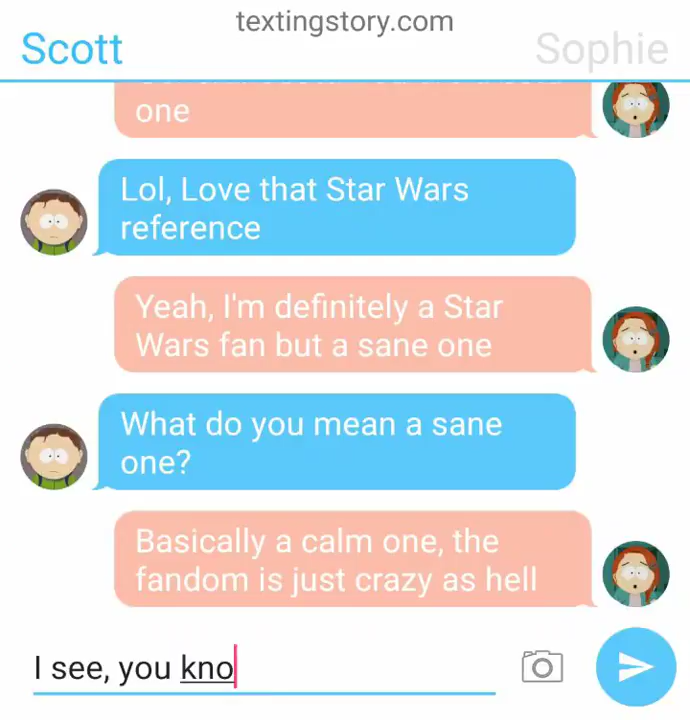 textingstory.com
Scott
Sophie
one
Lol, Love that Star Wars
reference
Yeah, I'm definitely a Star
Wars fan but a sane one
What do you mean a sane
one?
Basically a calm one, the
fandom is just crazy as hell
I see, you kno